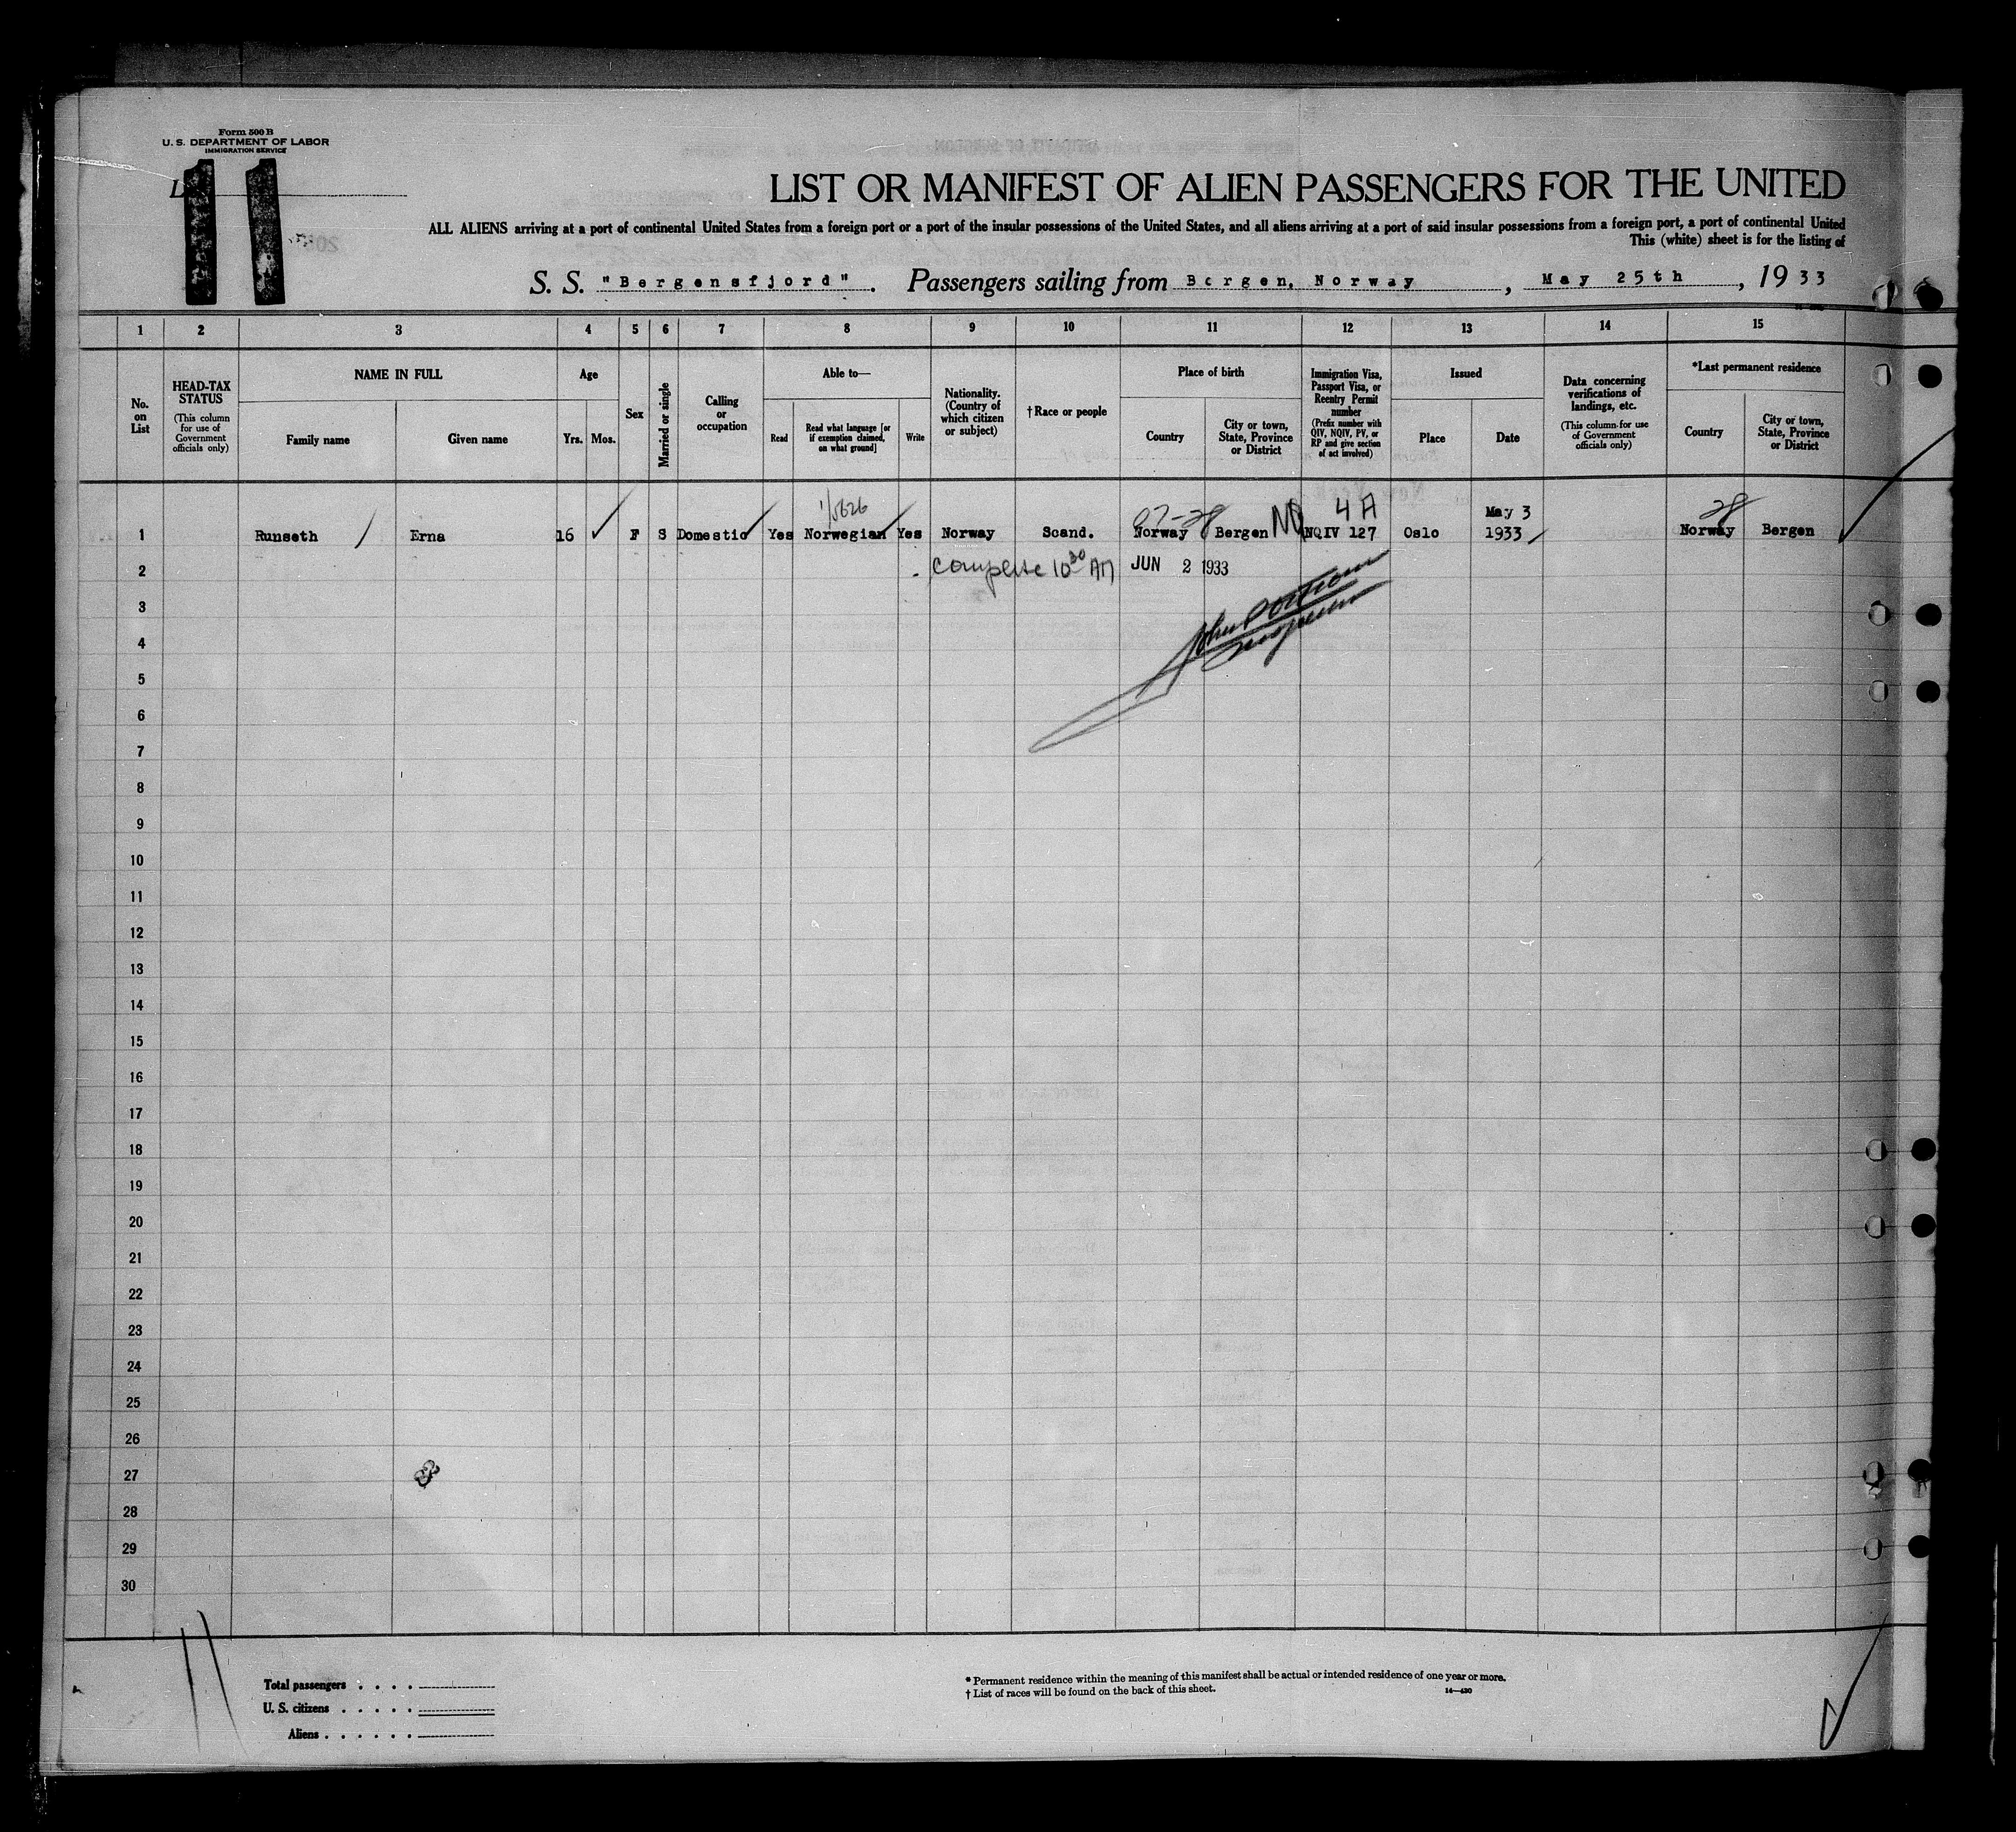 Form 500 B
U. S. DEPARTMENT OF LABOR
IMMIGRATION SERVICE
11
LIST OR MANIFEST OF ALIEN PASSENGERS FOR THE UNITED
ALL ALIENS arriving at a port of continental United States from a foreign port or a port of the insular possessions of the United States, and all aliens arriving at a port of said insular possessions from a foreign port, a port of continental United
This (white) sheet is for the listing of
S. S. "Bergensfjord". Passengers sailing from Bergen, Norway, May 25th, 1933
1 2 3 4 5 6 7 8 9 10 11 12 13 14 15
No. on List
HEAD-TAX STATUS
(This column for use of Government officials only)
NAME IN FULL
Family name
Given name
Age
Yrs. Mos.
Sex
Married or single
Calling or occupation
Able to—
Read
Read what language [or if exemption claimed, on what ground]
Write
Nationality. (Country of which citizen or subject)
†Race or people
Place of birth
Country
City or town, State, Province or District
Immigration Visa, Passport Visa, or Reentry Permit number
(Prefix number with QIV, NQIV, PV, or RP and give section of act involved)
Issued
Place
Date
Data concerning verifications of landings, etc.
(This column for use of Government officials only)
*Last permanent residence
Country
City or town, State, Province or District
4 A May 3 28
1 Runseth Erna 16 F S Domestic Yes Norwegian Yes Norway Scand. Norway Bergen NQIV 127 Oslo 1933 Norway Bergen
2 Complete 10 30 AM JUN 2 1933
3
4
5
6
7
8
9
10
11
12
13
14
15
16
17
18
19
20
21
22
23
24
25
26
27
28
29
30
Total passengers . . . .
U. S. citizens . . . . .
Aliens . . . . . .
* Permanent residence within the meaning of this manifest shall be actual or intended residence of one year or more.
† List of races will be found on the back of this sheet.
14—430